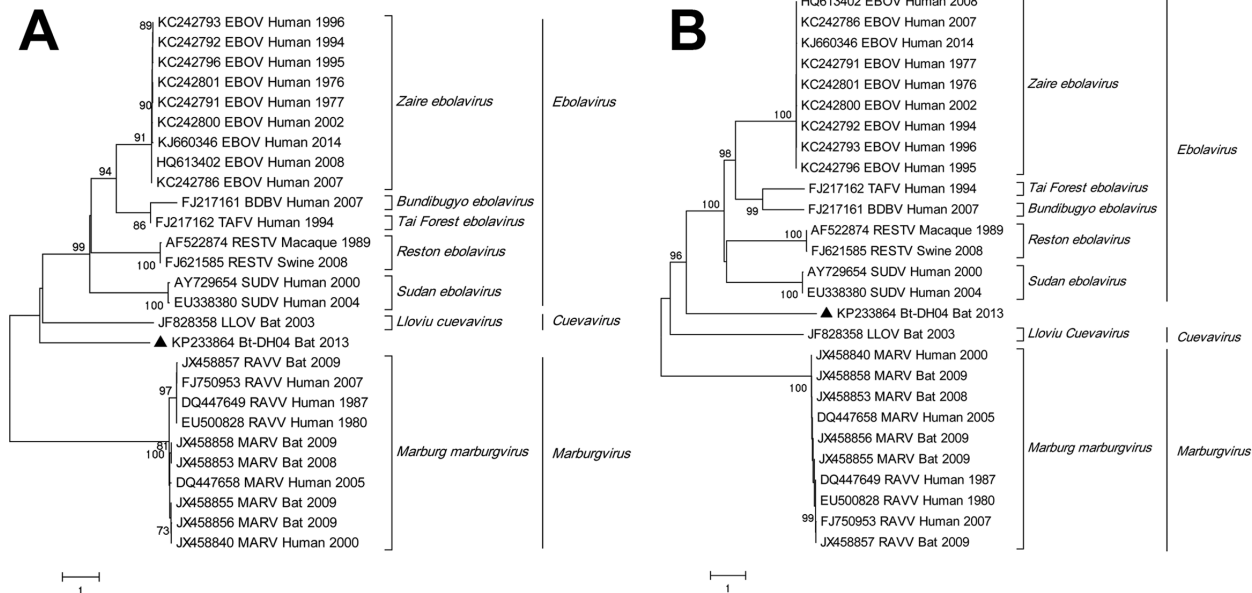 A
89
KC242793 EBOV Human 1996
KC242792 EBOV Human 1994
KC242796 EBOV Human 1995
KC242801 EBOV Human 1976
90
KC242791 EBOV Human 1977
KC242800 EBOV Human 2002
91
KJ660346 EBOV Human 2014
HQ613402 EBOV Human 2008
KC242786 EBOV Human 2007
94
FJ217161 BDBV Human 2007
86
FJ217162 TAFV Human 1994
99
AF522874 RESTV Macaque 1989
100
FJ621585 RESTV Swine 2008
AY729654 SUDV Human 2000
100
EU338380 SUDV Human 2004
JF828358 LLOV Bat 2003
KP233864 Bt-DH04 Bat 2013
JX458857 RAVV Bat 2009
97
FJ750953 RAVV Human 2007
DQ447649 RAVV Human 1987
EU500828 RAVV Human 1980
81
JX458858 MARV Bat 2009
100
JX458853 MARV Bat 2008
DQ447658 MARV Human 2005
JX458855 MARV Bat 2009
JX458856 MARV Bat 2009
73
JX458840 MARV Human 2000
Zaire ebolavirus
Bundibugyo ebolavirus
Tai Forest ebolavirus
Reston ebolavirus
Sudan ebolavirus
Lloviu cuevavirus
Marburg marburgvirus
Ebolavirus
Cuevavirus
Marburgvirus
1
B
HQ613402 EBOV Human 2008
KC242786 EBOV Human 2007
KJ660346 EBOV Human 2014
KC242791 EBOV Human 1977
KC242801 EBOV Human 1976
100
KC242800 EBOV Human 2002
KC242792 EBOV Human 1994
KC242793 EBOV Human 1996
98
KC242796 EBOV Human 1995
FJ217162 TAFV Human 1994
100
99
FJ217161 BDBV Human 2007
AF522874 RESTV Macaque 1989
100
FJ621585 RESTV Swine 2008
96
AY729654 SUDV Human 2000
100
EU338380 SUDV Human 2004
KP233864 Bt-DH04 Bat 2013
JF828358 LLOV Bat 2003
JX458840 MARV Human 2000
100
JX458858 MARV Bat 2009
JX458853 MARV Bat 2008
DQ447658 MARV Human 2005
JX458856 MARV Bat 2009
JX458855 MARV Bat 2009
DQ447649 RAVV Human 1987
EU500828 RAVV Human 1980
99
FJ750953 RAVV Human 2007
JX458857 RAVV Bat 2009
Zaire ebolavirus
Tai Forest ebolavirus
Bundibugyo ebolavirus
Reston ebolavirus
Sudan ebolavirus
Lloviu Cuevavirus
Marburg marburgvirus
Ebolavirus
Cuevavirus
Marburgvirus
1